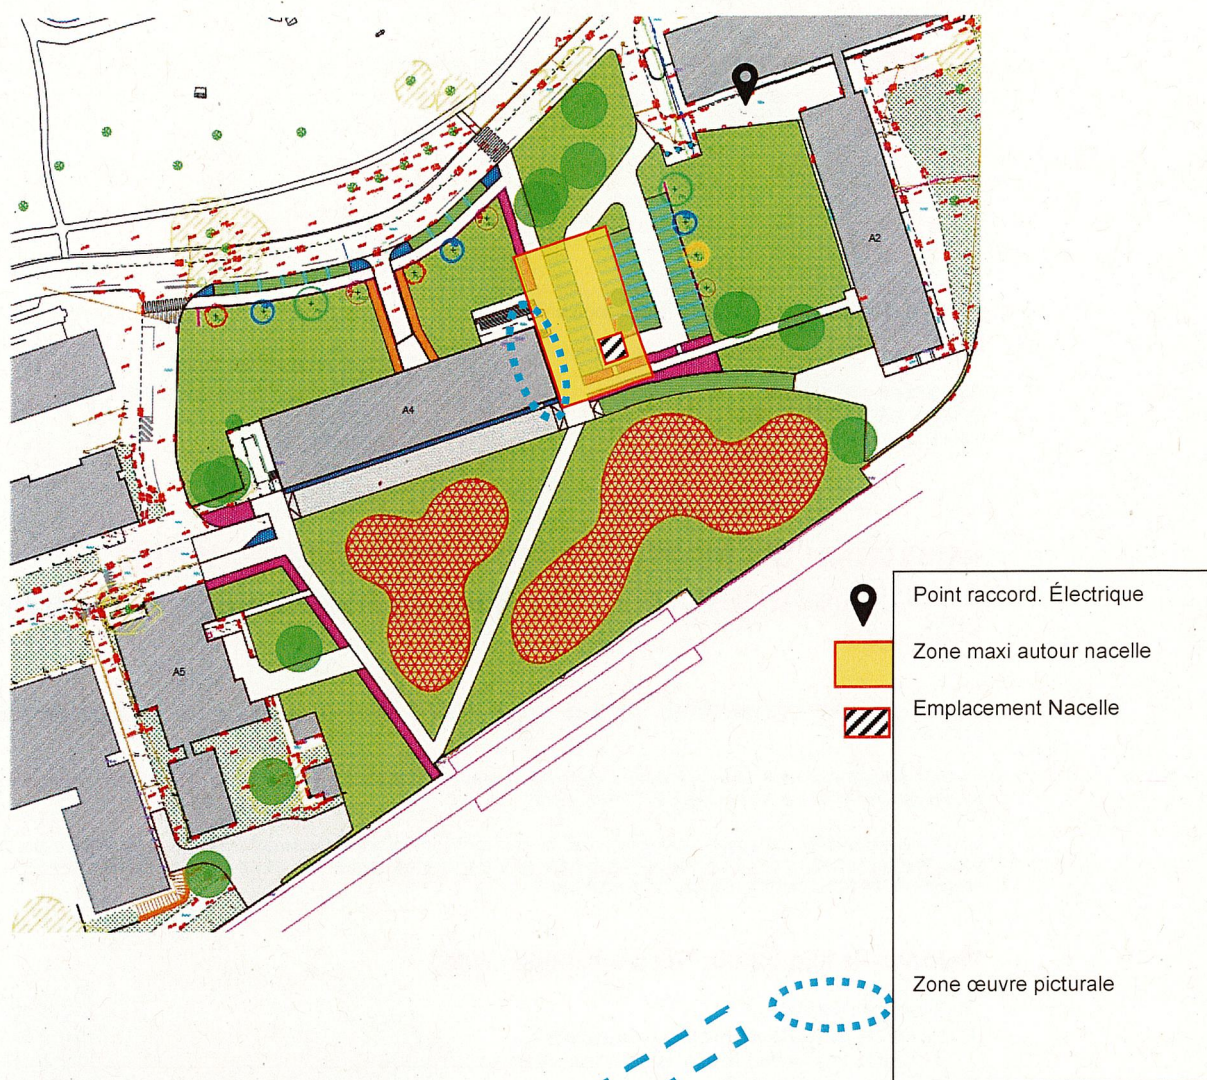 A2
A4
A5
Point raccord. Électrique
Zone maxi autour nacelle
Emplacement Nacelle
Zone œuvre picturale